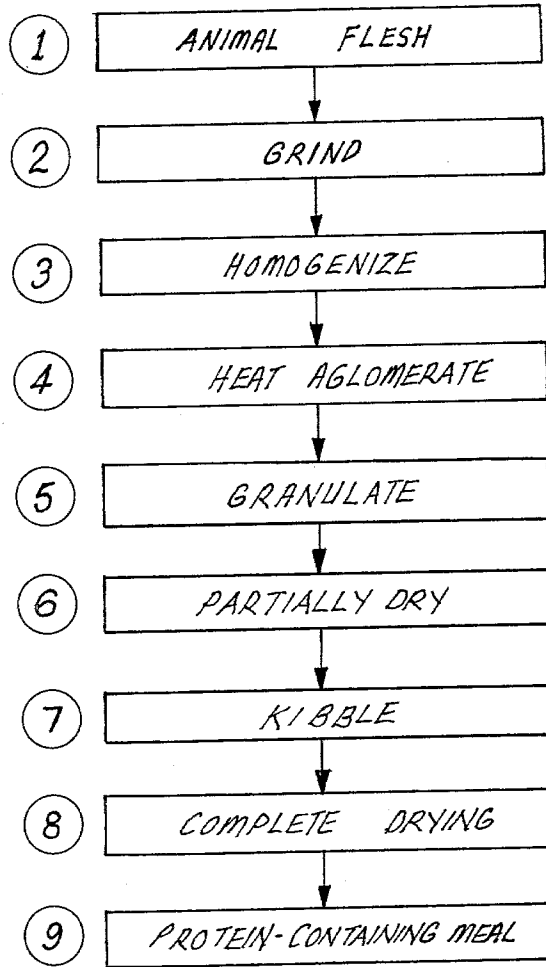 1 ANIMAL FLESH
2 GRIND
3 HOMOGENIZE
4 HEAT AGLOMERATE
5 GRANULATE
6 PARTIALLY DRY
7 KIBBLE
8 COMPLETE DRYING
9 PROTEIN-CONTAINING MEAL